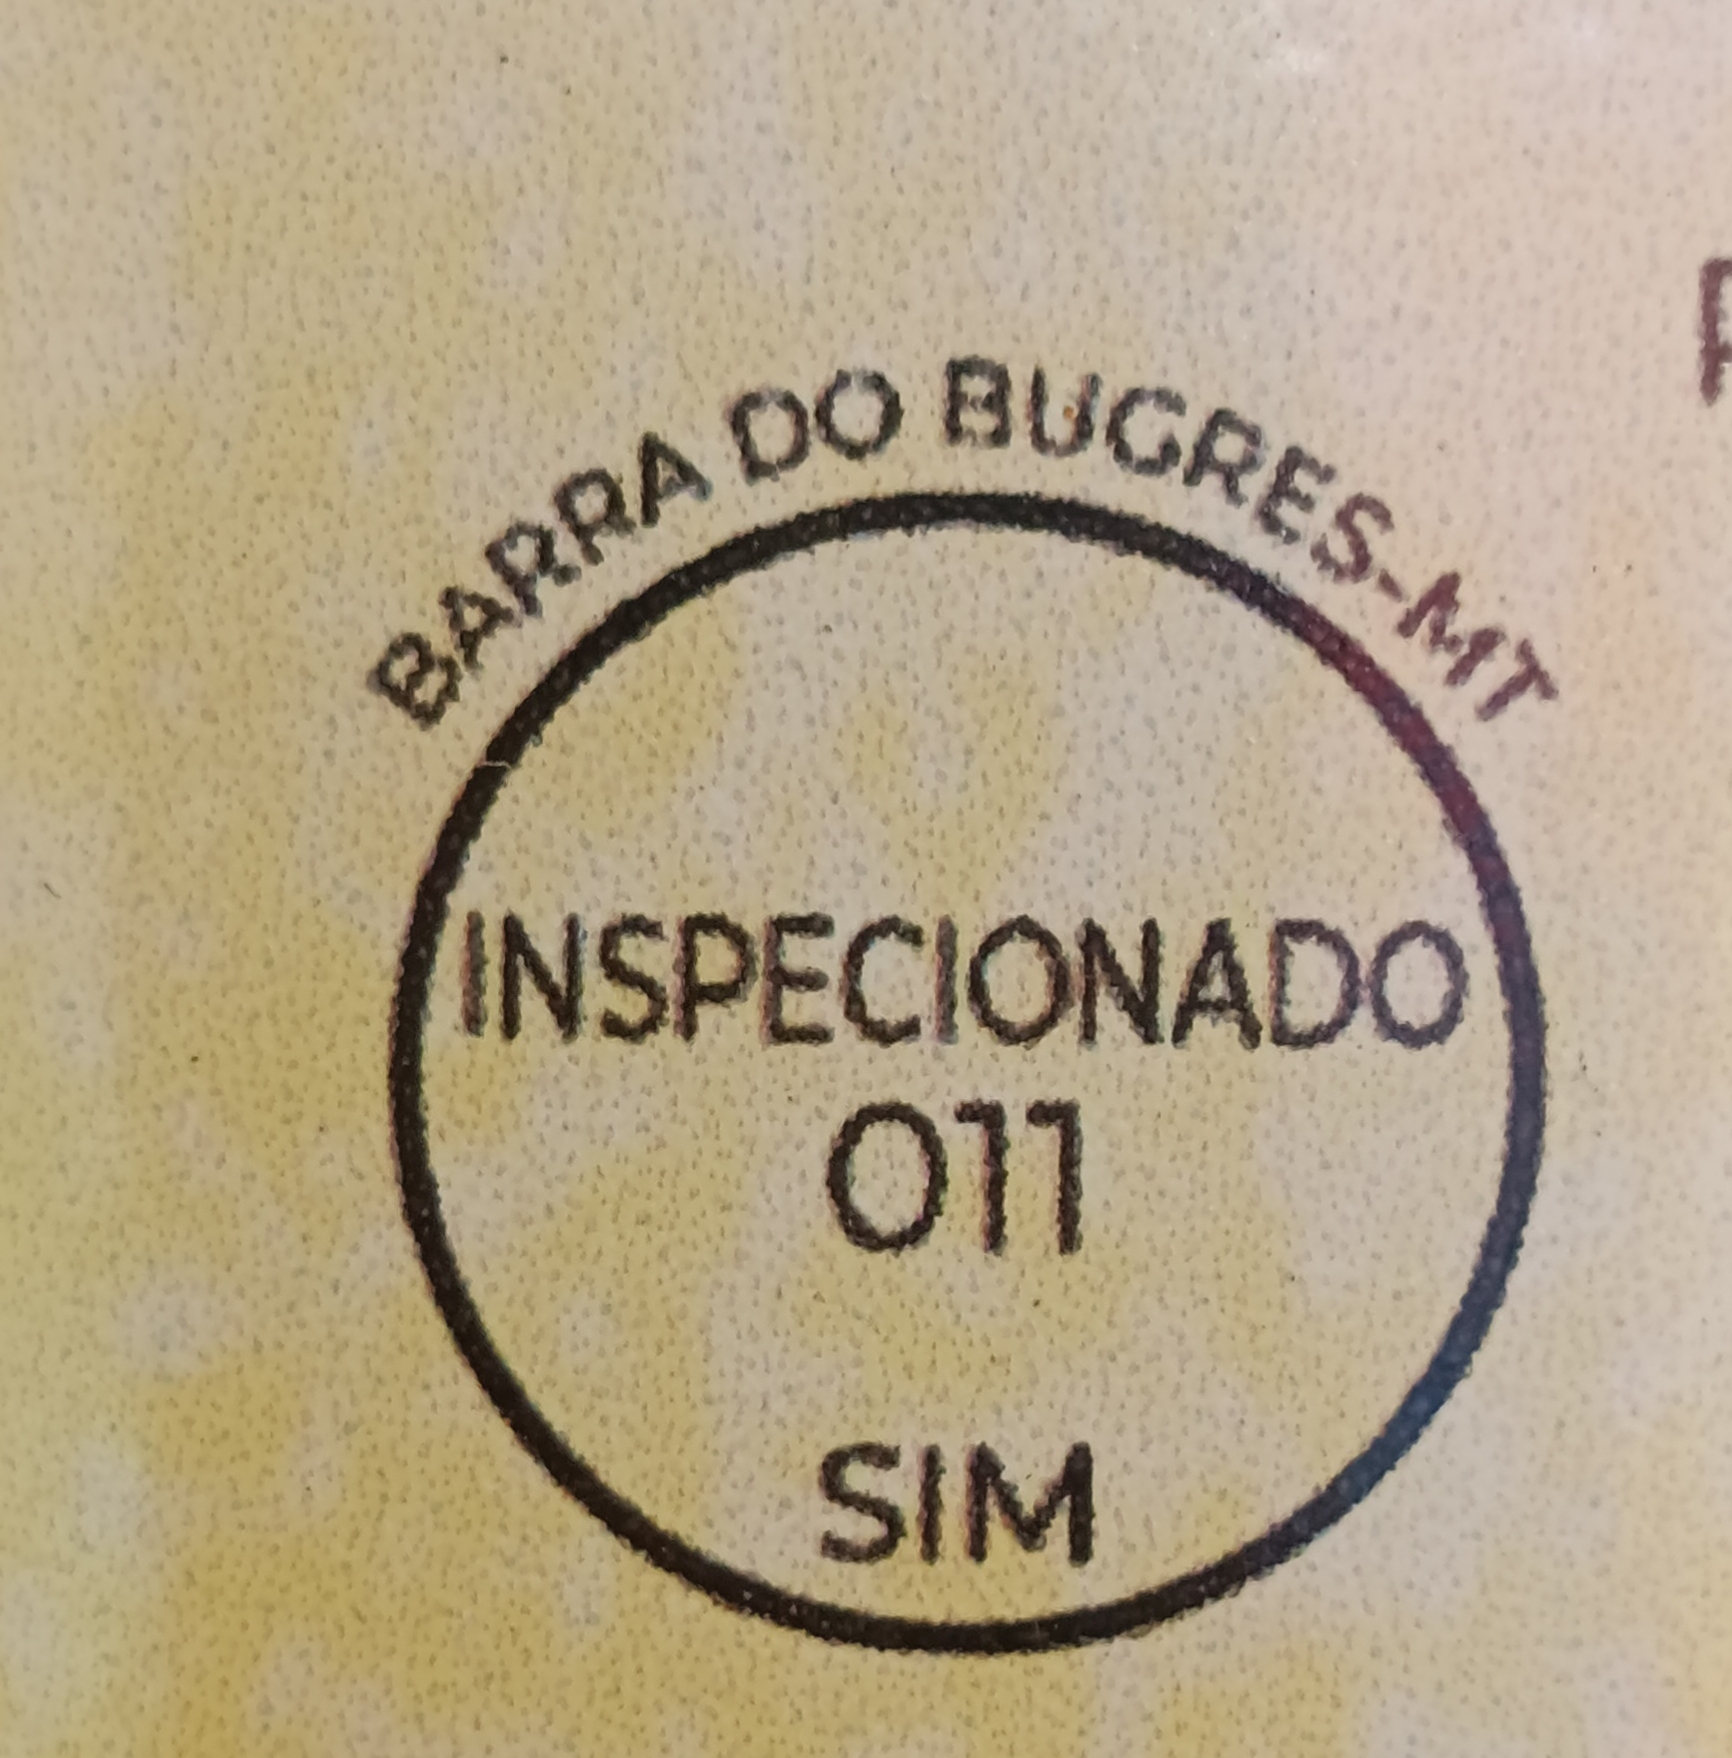 BARRA DO BUGRES-MT
INSPECIONADO
011
SIM